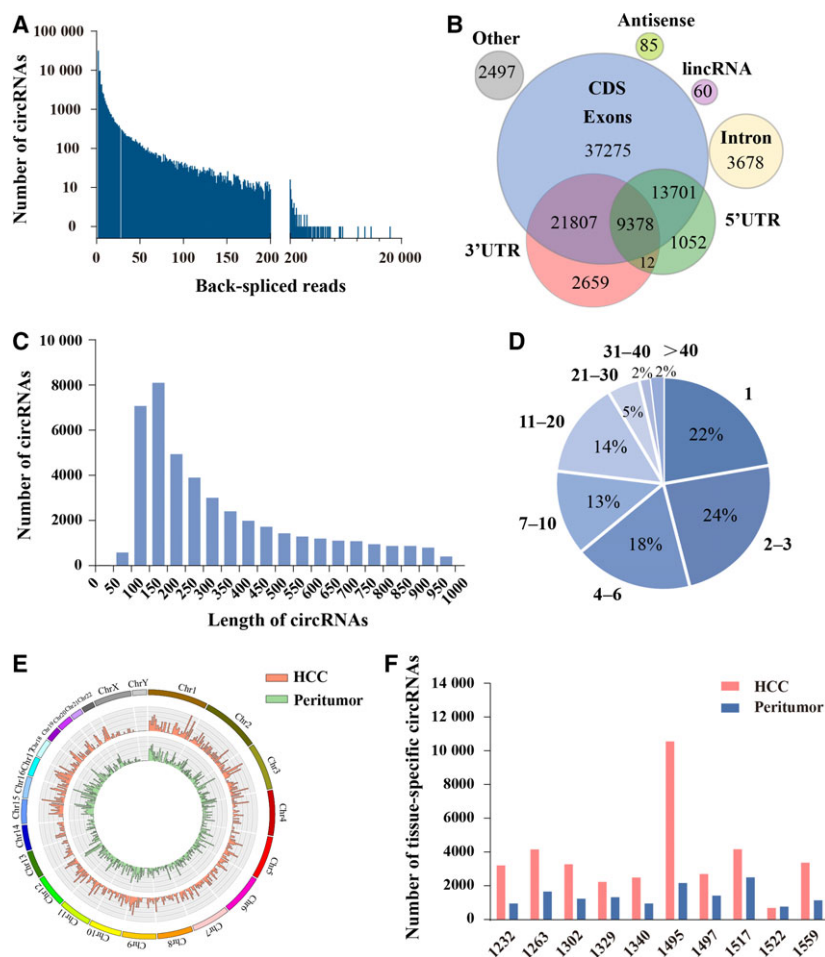 A
Number of circRNAs
100 000
10 000
1000
100
10
0
0
50
100
150
200
200
20 000
Back-spliced reads
B
Antisense
85
Other
2497
lincRNA
60
CDS
Exons
37275
Intron
3678
13701
21807
9378
5'UTR
1052
3'UTR
12
2659
C
Number of circRNAs
10 000
8000
6000
4000
2000
0
0
50
100
150
200
250
300
350
400
450
500
550
600
650
700
750
800
850
900
950
1000
Length of circRNAs
D
31–40
>40
21–30
2%
2%
1
11–20
5%
22%
14%
7–10
13%
24%
2–3
18%
4–6
E
HCC
Peritumor
Chr1
Chr2
Chr3
Chr4
Chr5
Chr6
Chr7
Chr8
Chr9
Chr10
Chr11
Chr12
Chr13
Chr14
Chr15
Chr16
Chr17
Chr18
Chr19
Chr20
Chr21
Chr22
ChrX
ChrY
F
Number of tissue-specific circRNAs
14 000
12 000
10 000
8000
6000
4000
2000
0
HCC
Peritumor
1232
1263
1302
1329
1340
1495
1497
1517
1522
1559